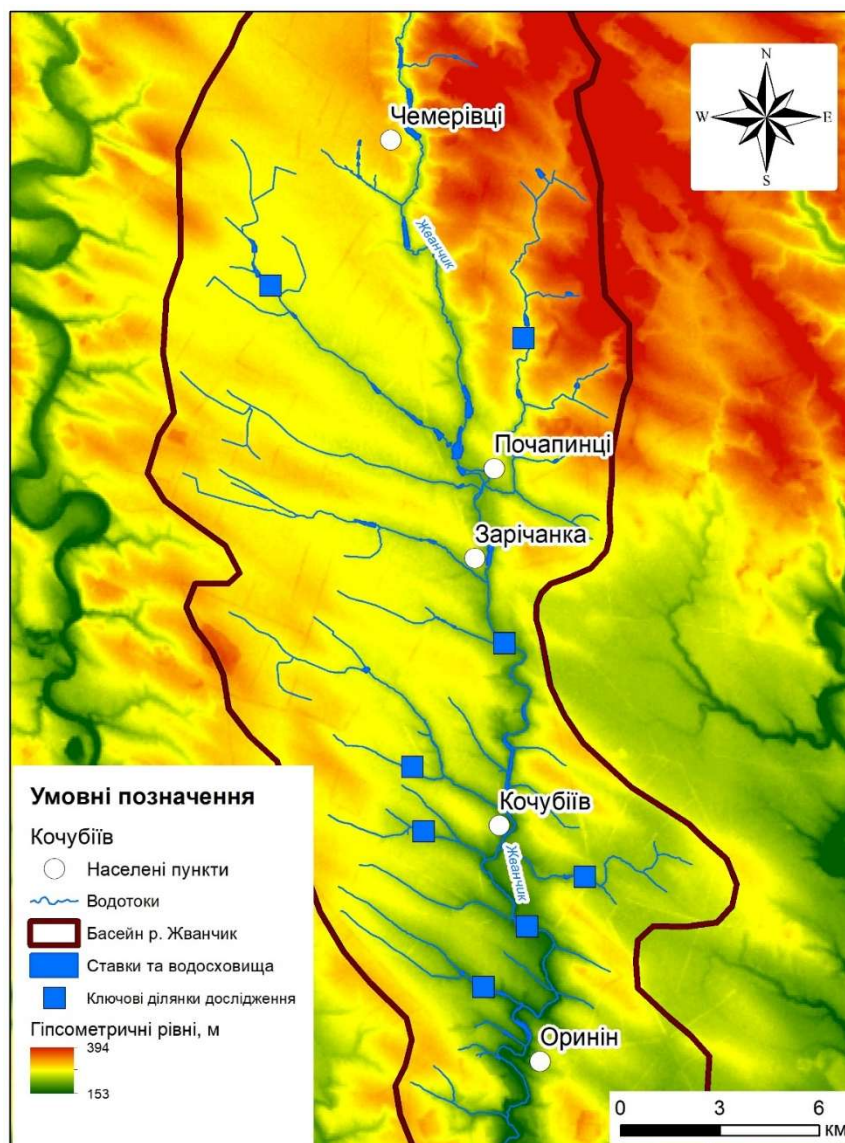 N
W E
S
Чемерівці
Жванчик
Почапинці
Зарічанка
Кочубіїв
Жванчик
Оринін
Умовні позначення
Кочубіїв
Населені пункти
Водотоки
Басейн р. Жванчик
Ставки та водосховища
Ключові ділянки дослідження
Гіпсометричні рівні, м
394
153
0 3 6
км